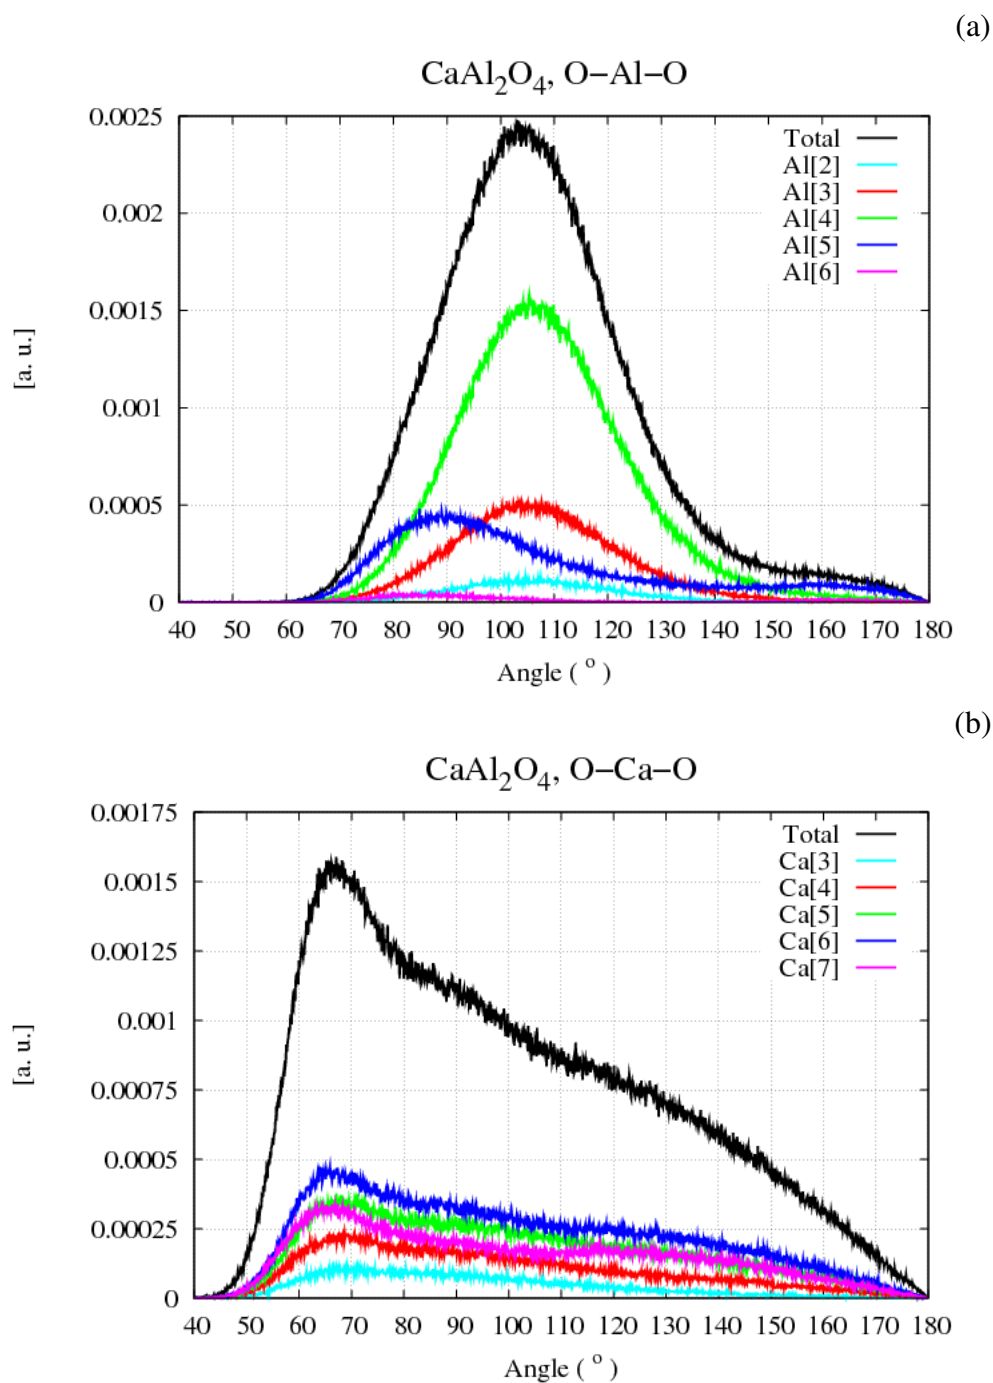 (a)
CaAl₂O₄, O−Al−O
0.0025
0.002
0.0015
0.001
0.0005
0
[a. u.]
Total
Al[2]
Al[3]
Al[4]
Al[5]
Al[6]
40 50 60 70 80 90 100 110 120 130 140 150 160 170 180
Angle ( ° )
(b)
CaAl₂O₄, O−Ca−O
0.00175
0.0015
0.00125
0.001
0.00075
0.0005
0.00025
0
[a. u.]
Total
Ca[3]
Ca[4]
Ca[5]
Ca[6]
Ca[7]
40 50 60 70 80 90 100 110 120 130 140 150 160 170 180
Angle ( ° )